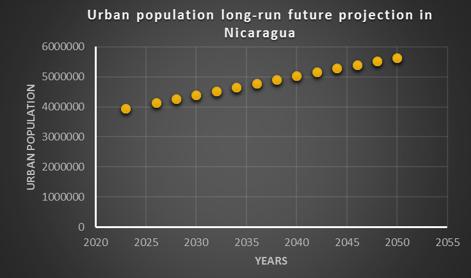 Urban population long-run future projection in
Nicaragua
6000000
5000000
4000000
3000000
2000000
1000000
0
URBAN POPULATION
2020 2025 2030 2035 2040 2045 2050 2055
YEARS